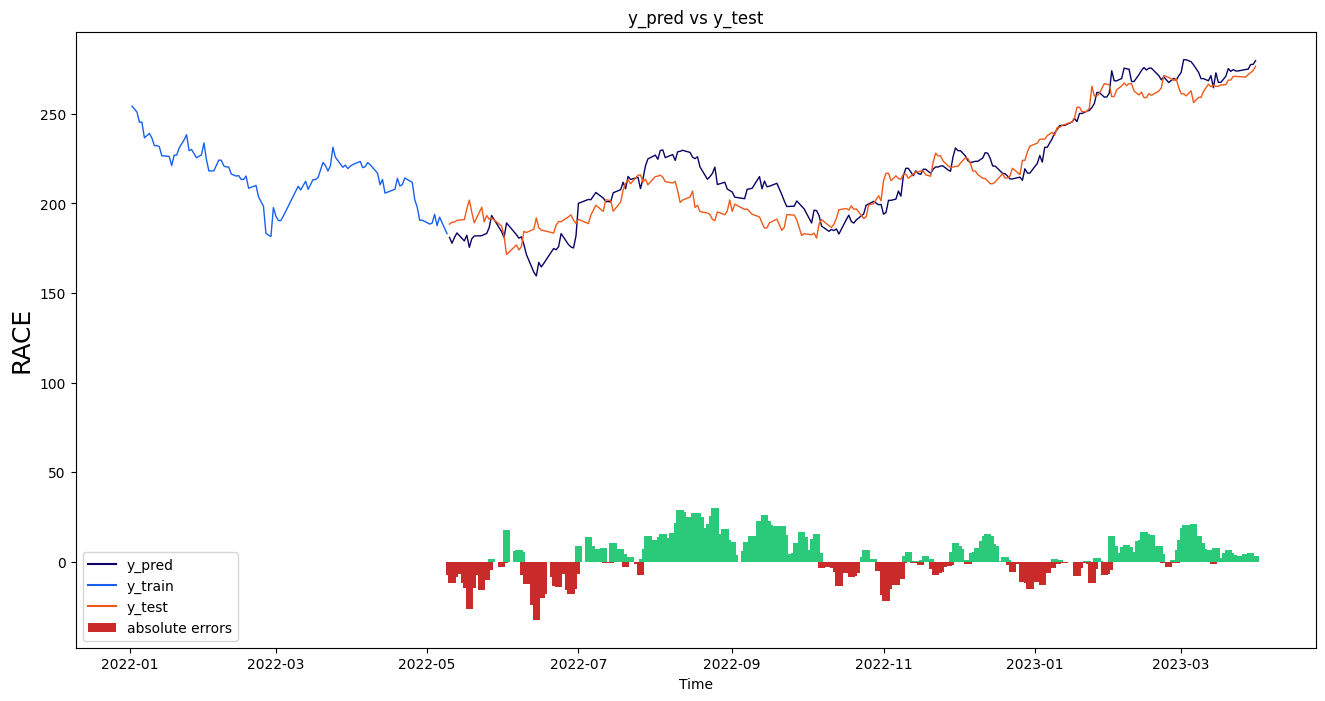 y_pred vs y_test
RACE
250
200
150
100
50
0
y_pred
y_train
y_test
absolute errors
2022-01 2022-03 2022-05 2022-07 2022-09 2022-11 2023-01 2023-03
Time